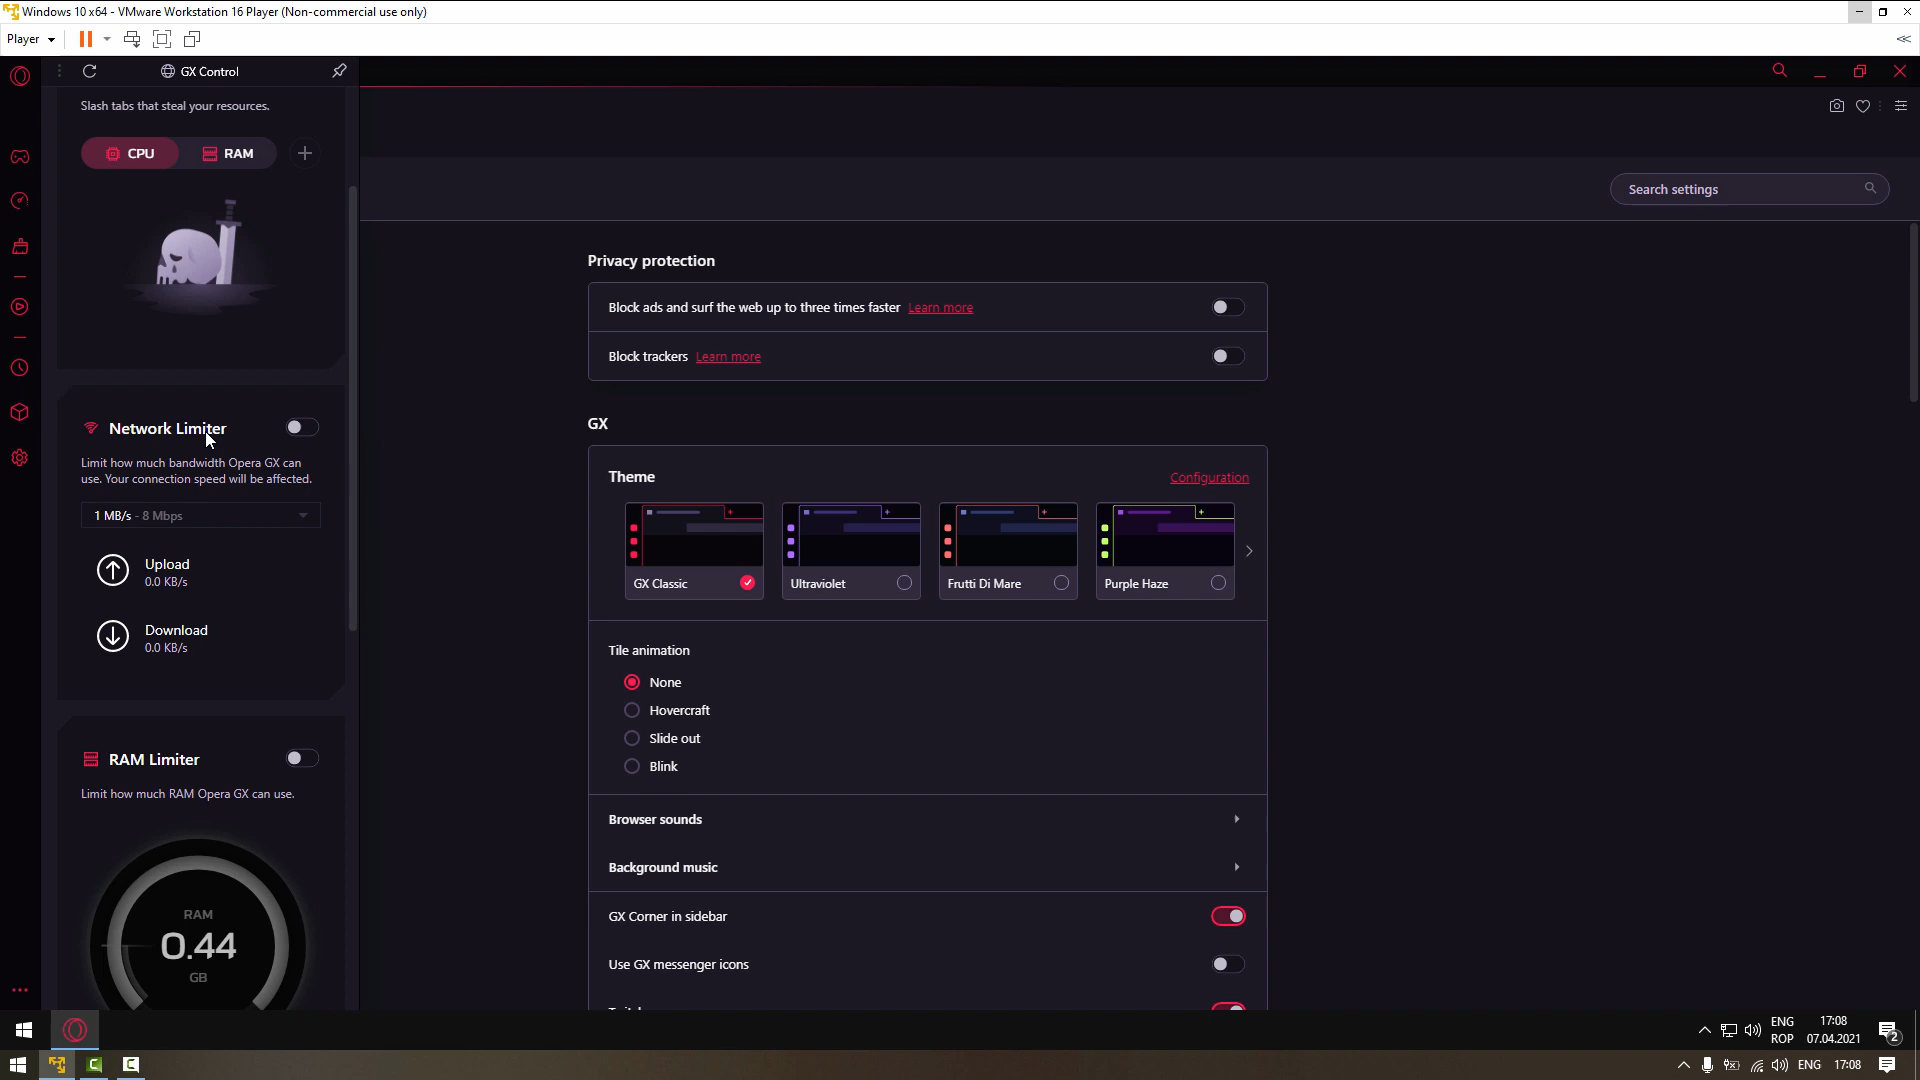 Windows 10 x64 - VMware Workstation 16 Player (Non-commercial use only)
Player
GX Control
Slash tabs that steal your resources.
CPU
RAM
Network Limiter
Limit how much bandwidth Opera GX can
use. Your connection speed will be affected.
1 MB/s - 8 Mbps
Upload
0.0 KB/s
Download
0.0 KB/s
RAM Limiter
Limit how much RAM Opera GX can use.
RAM
0.44
GB
Search settings
Privacy protection
Block ads and surf the web up to three times faster Learn more
Block trackers Learn more
GX
Theme
Configuration
GX Classic
Ultraviolet
Frutti Di Mare
Purple Haze
Tile animation
None
Hovercraft
Slide out
Blink
Browser sounds
Background music
GX Corner in sidebar
Use GX messenger icons
ENG
ROP
17:08
07.04.2021
2
ENG
17:08